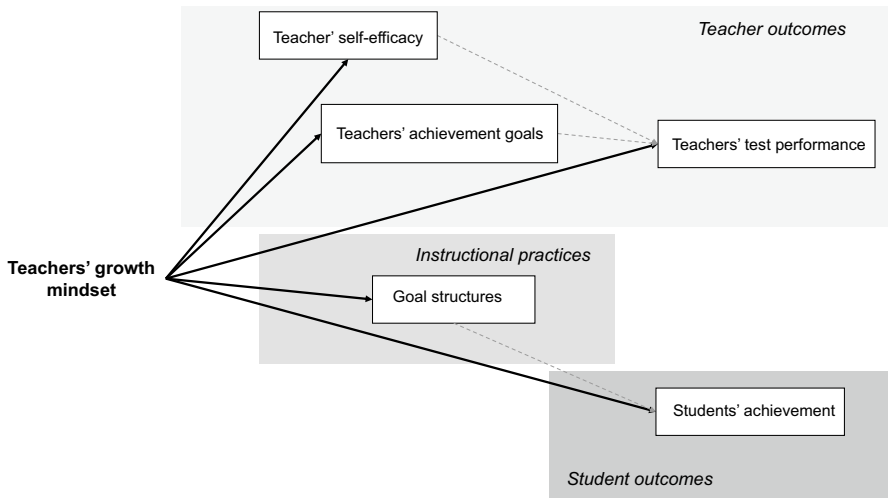 Teacher outcomes
Teacher’ self-efficacy
Teachers’ achievement goals
Teachers’ test performance
Instructional practices
Teachers’ growth
mindset
Goal structures
Students’ achievement
Student outcomes